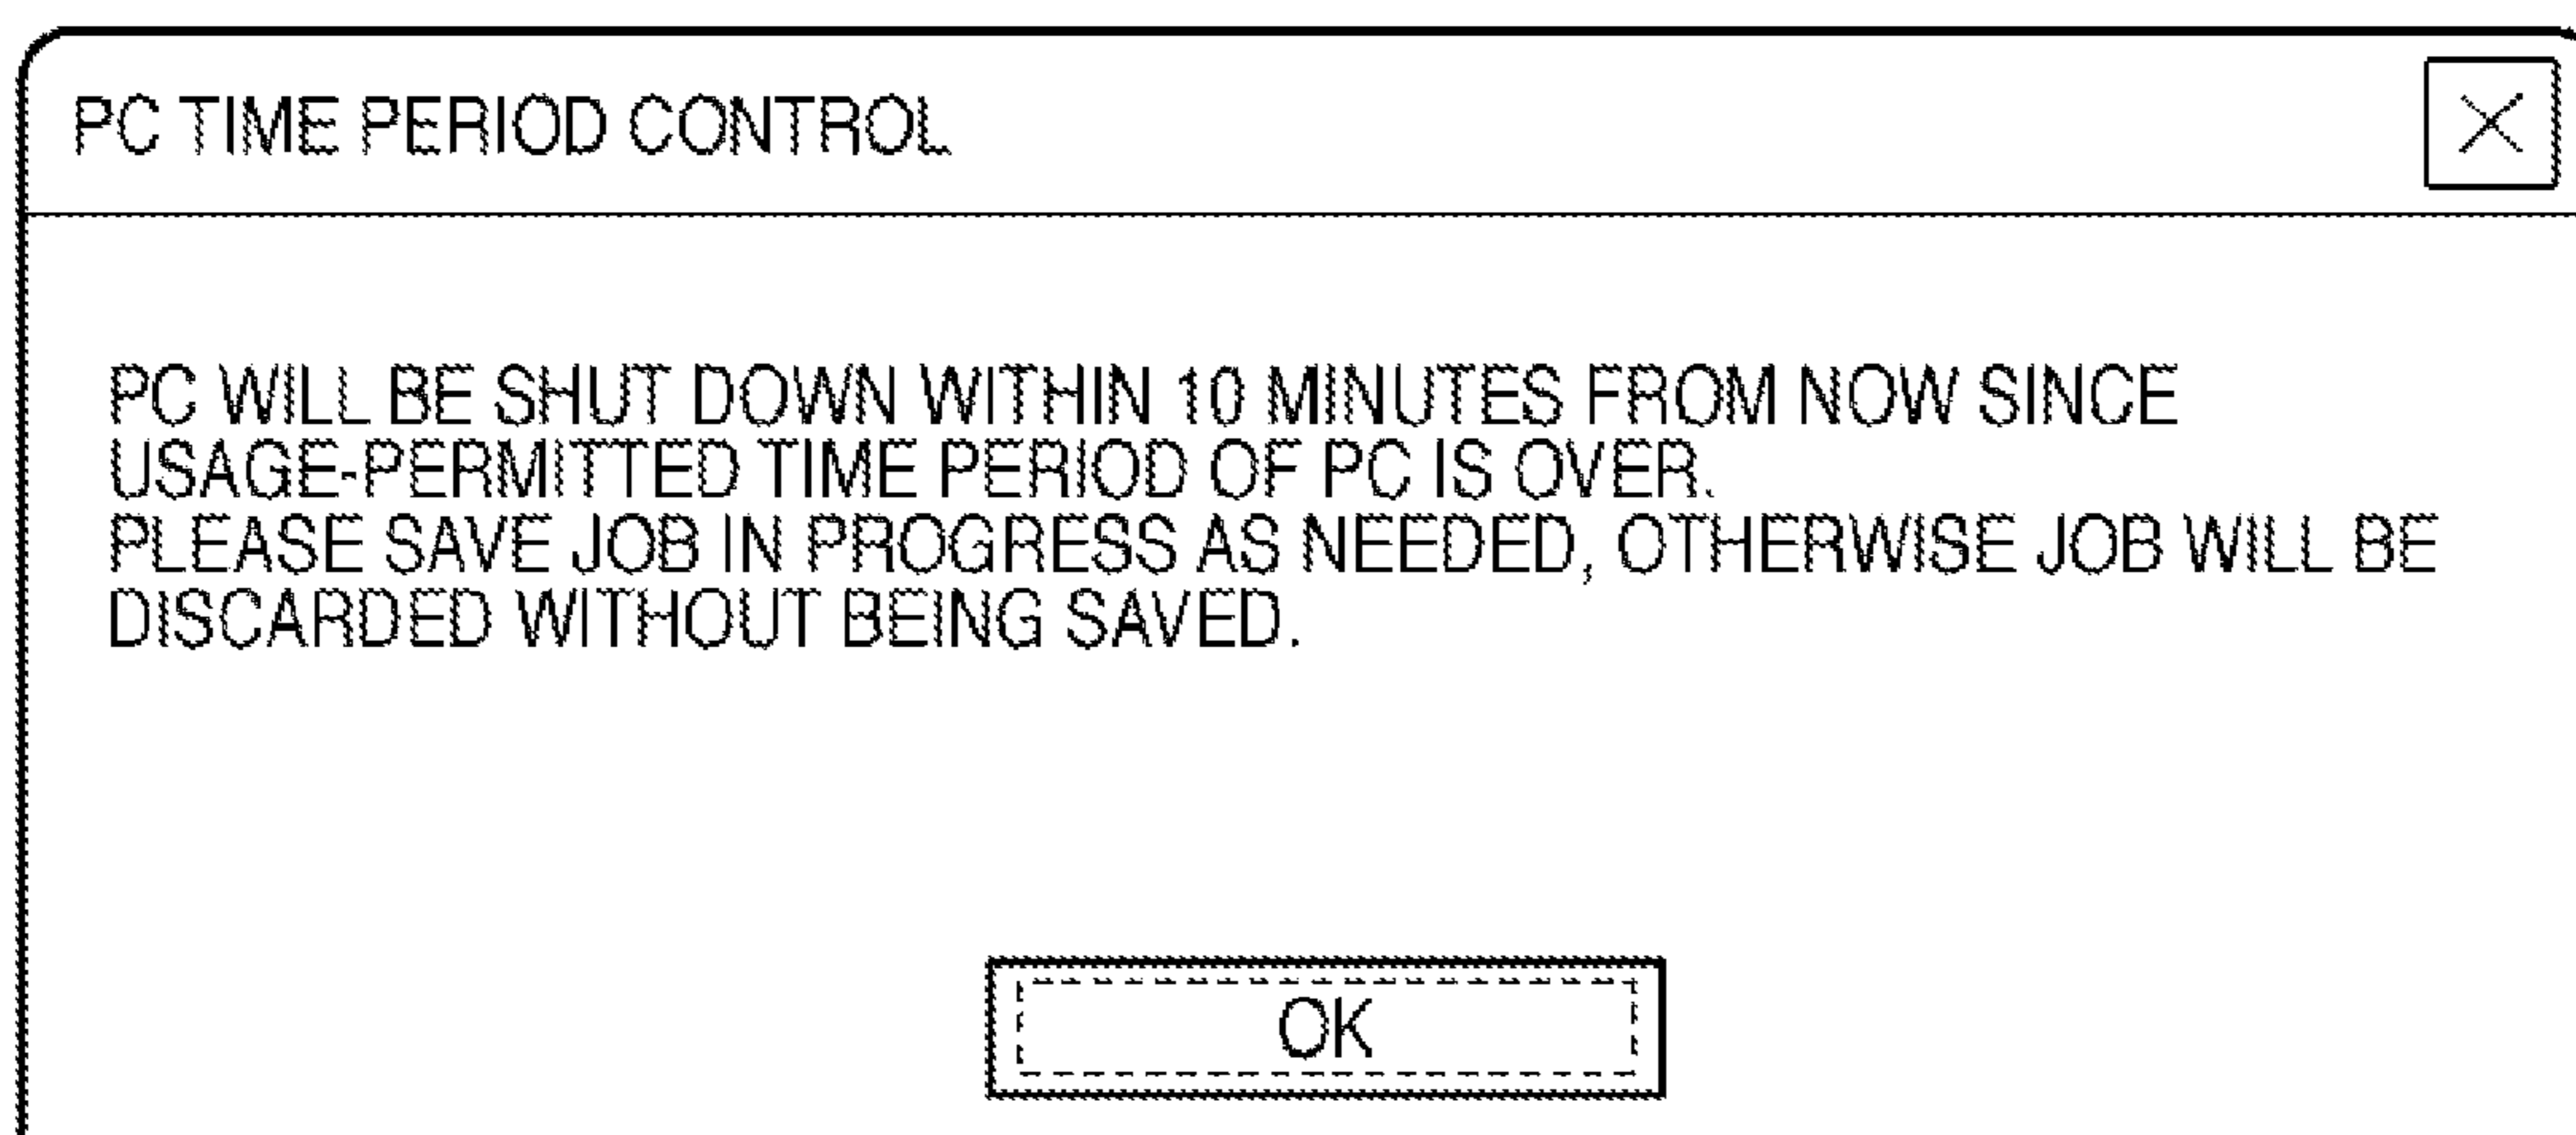 PC TIME PERIOD CONTROL
PC WILL BE SHUT DOWN WITHIN 10 MINUTES FROM NOW SINCE
USAGE-PERMITTED TIME PERIOD OF PC IS OVER.
PLEASE SAVE JOB IN PROGRESS AS NEEDED, OTHERWISE JOB WILL BE
DISCARDED WITHOUT BEING SAVED.
OK